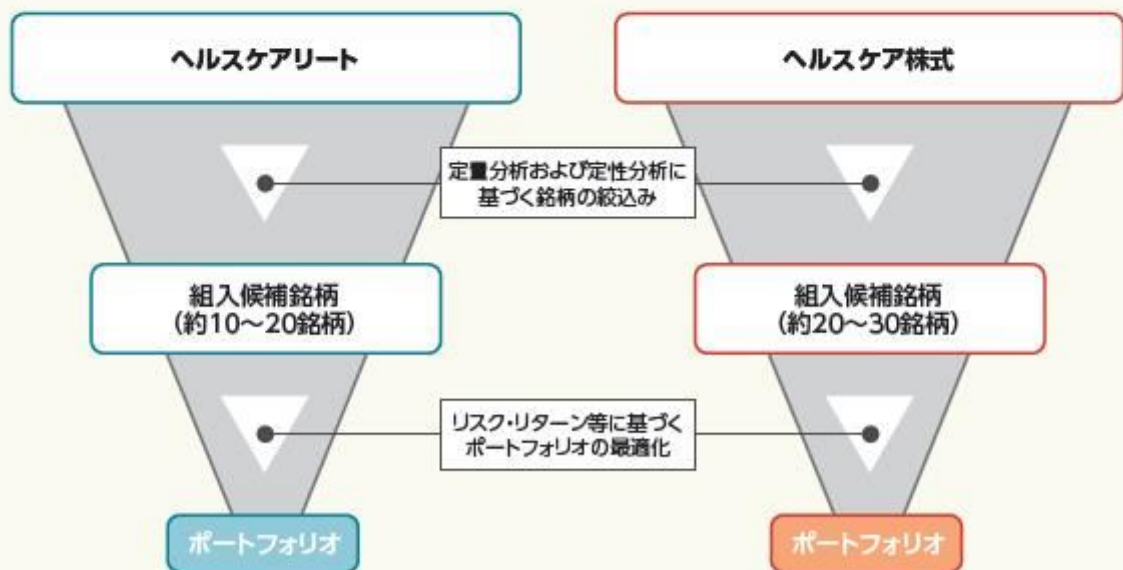 ヘルスケアリート
ヘルスケア株式
定量分析および定性分析に
基づく銘柄の絞込み
組入候補銘柄
(約10～20銘柄)
組入候補銘柄
(約20～30銘柄)
リスク・リターン等に基づく
ポートフォリオの最適化
ポートフォリオ
ポートフォリオ